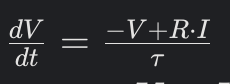 dV/dt = (-V+R·I)/τ